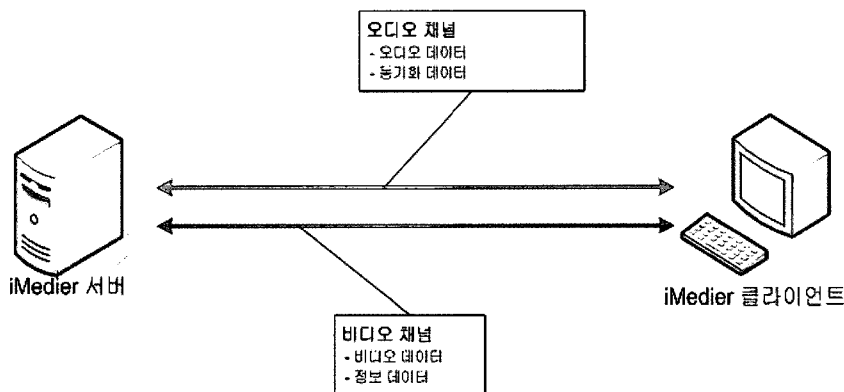 오디오 채널
- 오디오 데이터
- 동기화 데이터
iMedier 서버
iMedier 클라이언트
비디오 채널
- 비디오 데이터
- 정보 데이터